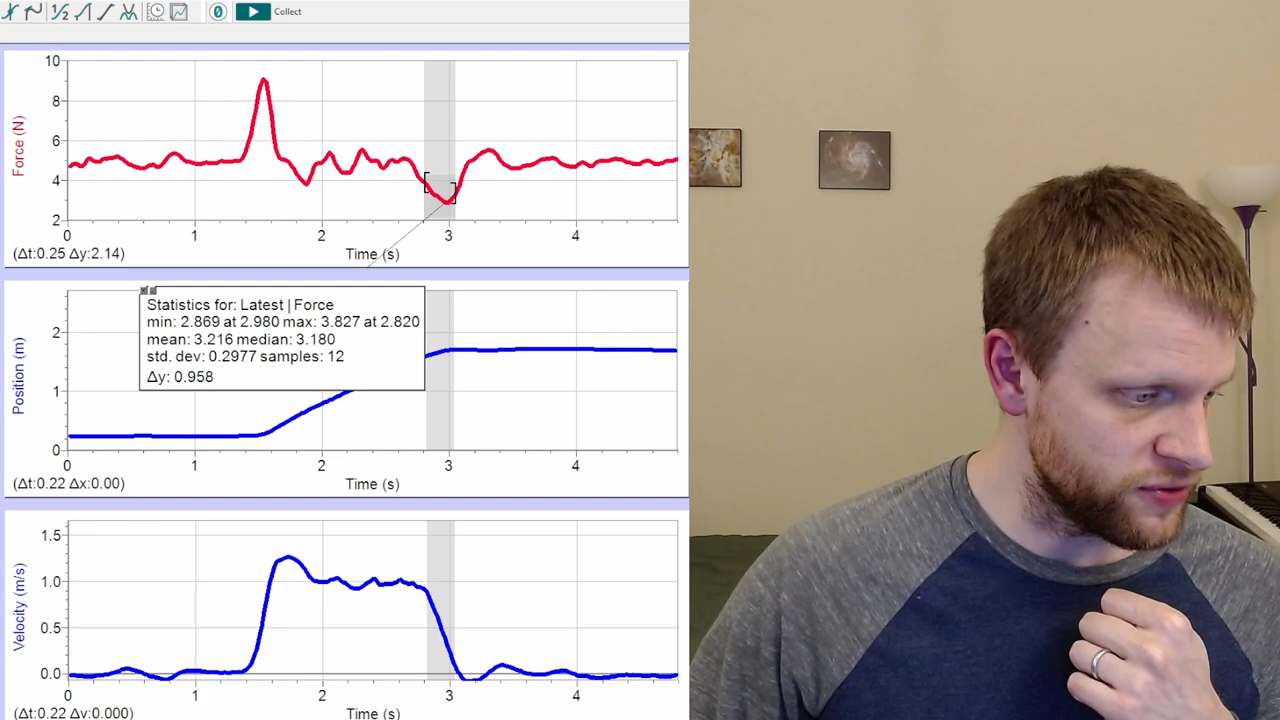 Collect
10
8
6
4
2
Force (N)
0 1 2 3 4
(Δt:0.25 Δy:2.14)
Time (s)
Statistics for: Latest | Force
min: 2.869 at 2.980 max: 3.827 at 2.820
mean: 3.216 median: 3.180
std. dev: 0.2977 samples: 12
Δy: 0.958
2
1
0
Position (m)
0 1 2 3 4
(Δt:0.22 Δx:0.00)
Time (s)
1.5
1.0
0.5
0.0
Velocity (m/s)
0 1 2 3 4
(Δt:0.22 Δv:0.000)
Time (s)